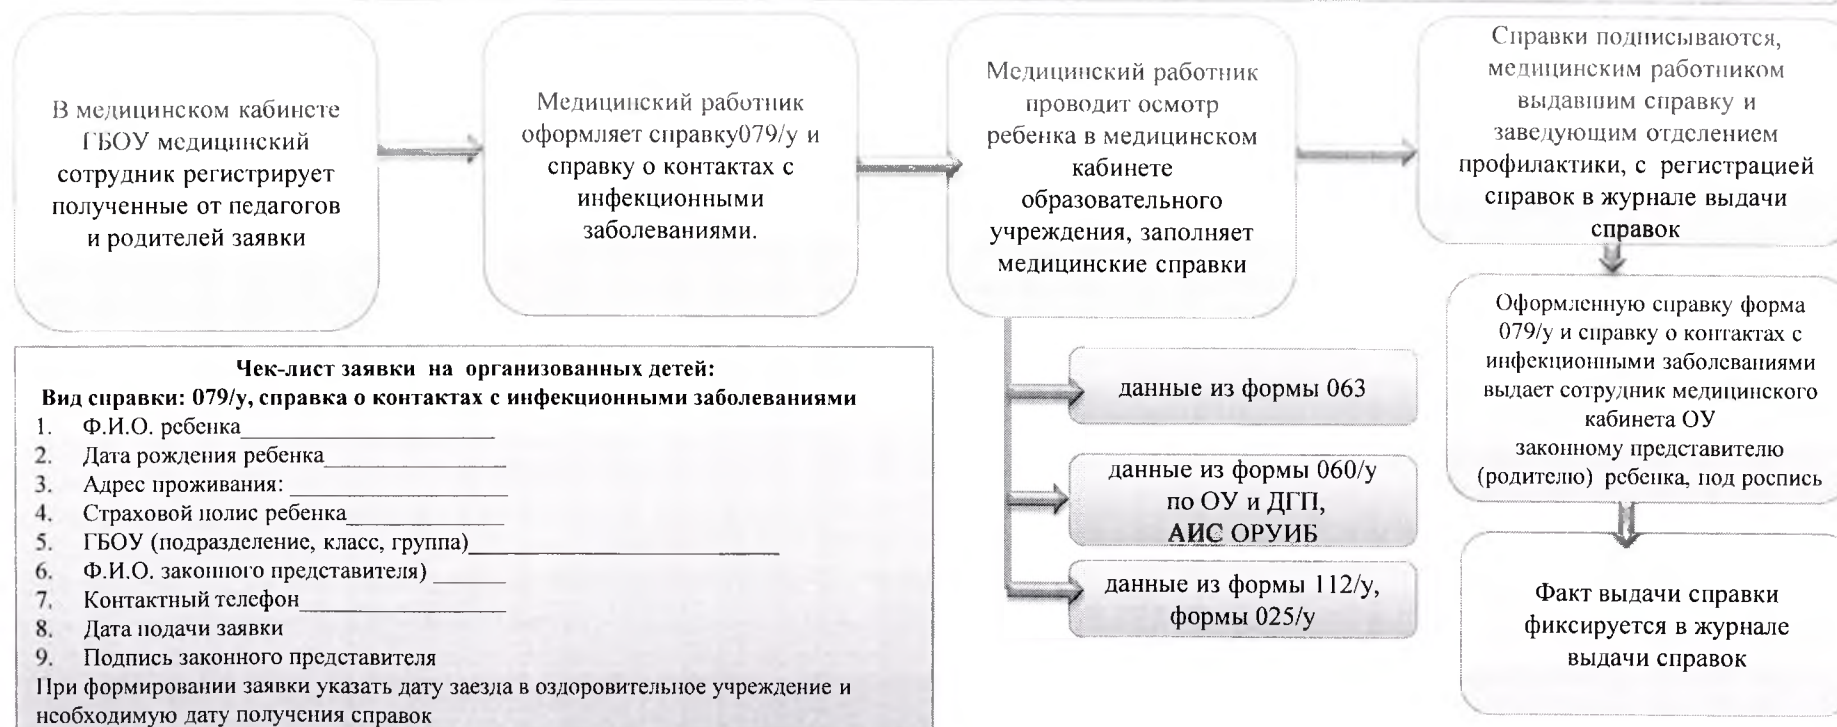 В медицинском кабинете
ГБОУ медицинский
сотрудник регистрирует
полученные от педагогов
и родителей заявки
Медицинский работник
оформляет справку079/у и
справку о контактах с
инфекционными
заболеваниями.
Медицинский работник
проводит осмотр
ребенка в медицинском
кабинете
образовательного
учреждения, заполняет
медицинские справки
Справки подписываются,
медицинским работником
выдавшим справку и
заведующим отделением
профилактики, с регистрацией
справок в журнале выдачи
справок
Оформленную справку форма
079/у и справку о контактах с
инфекционными заболеваниями
выдает сотрудник медицинского
кабинета ОУ
законному представителю
(родителю) ребенка, под роспись
Факт выдачи справки
фиксируется в журнале
выдачи справок
данные из формы 063
данные из формы 060/у
по ОУ и ДГП,
АИС ОРУИБ
данные из формы 112/у,
формы 025/у
Чек-лист заявки на организованных детей:
Вид справки: 079/у, справка о контактах с инфекционными заболеваниями
1. Ф.И.О. ребенка____________________
2. Дата рождения ребенка______________
3. Адрес проживания: _________________
4. Страховой полис ребенка____________
5. ГБОУ (подразделение, класс, группа)________________________
6. Ф.И.О. законного представителя) ______
7. Контактный телефон________________
8. Дата подачи заявки
9. Подпись законного представителя
При формировании заявки указать дату заезда в оздоровительное учреждение и
необходимую дату получения справок